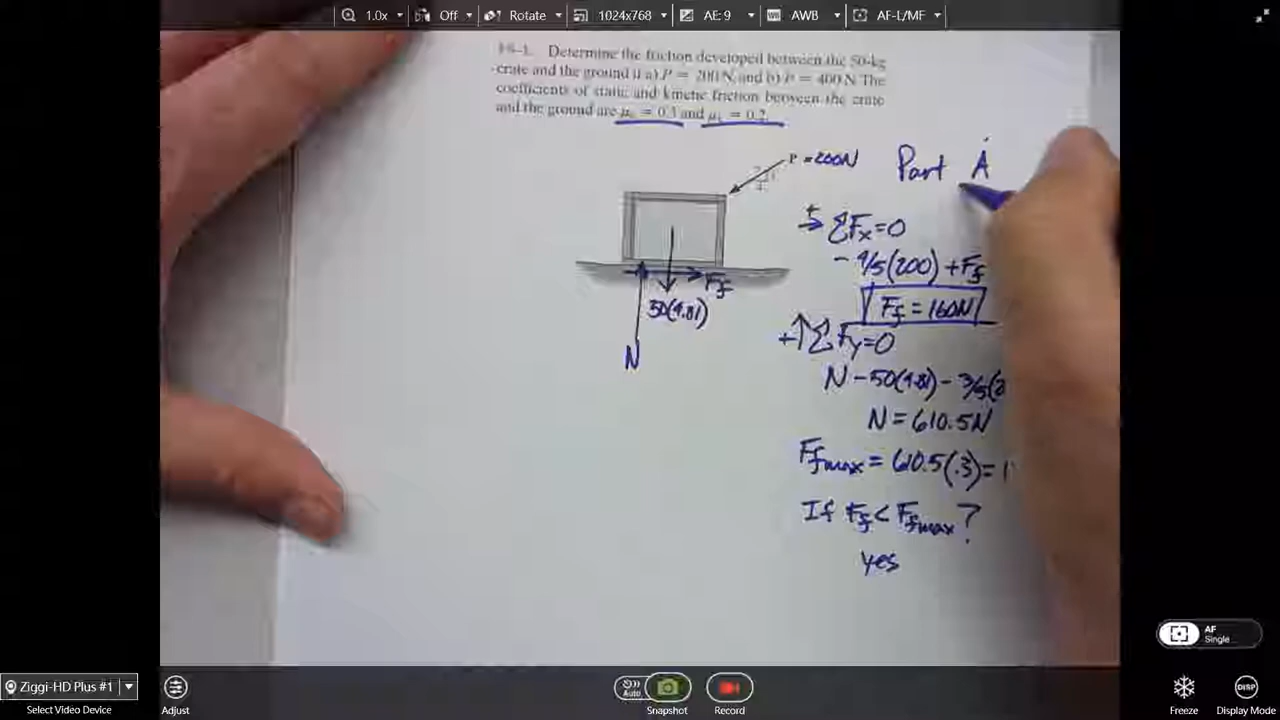 1.0x Off Rotate 1024x768 AE: 9 AWB AF-L/MF
Determine the friction developed between the 50-kg
crate and the ground if a) P = 200 N, and b) P = 400 N. The
coefficients of static and kinetic friction between the crate
and the ground are μs = 0.3 and μk = 0.2.
P = 200N
Part A
+ ΣFx=0
- 4/5(200) + Ff
Ff = 160N
+↑ΣFy=0
N - 50(9.81) - 3/5(2
N = 610.5N
Ffmax = 610.5(.3) = 1
If Ff < Ffmax ?
yes
Ff
50(9.81)
N
AF
Single
Ziggi-HD Plus #1
Select Video Device
Adjust
Auto
Snapshot
Record
Freeze
DISP
Display Mode